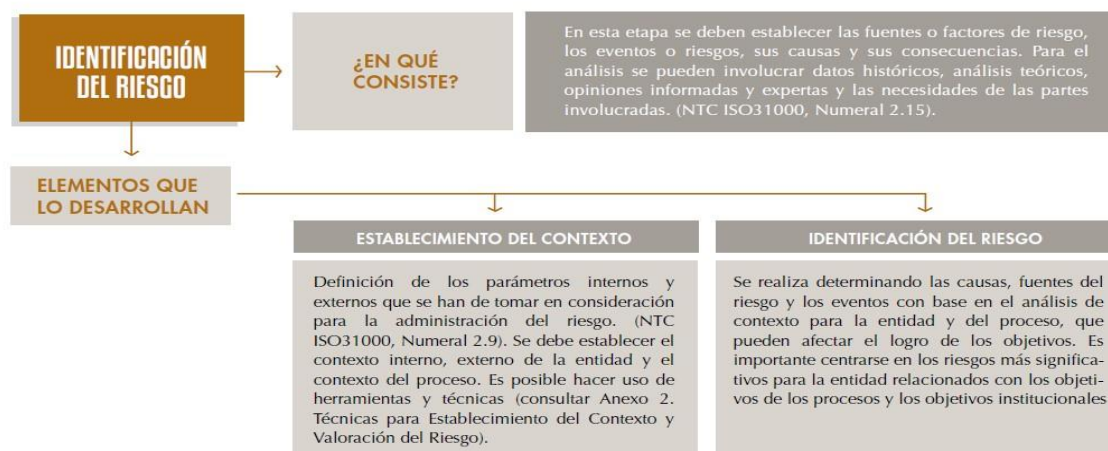 IDENTIFICACIÓN
DEL RIESGO
¿EN QUÉ
CONSISTE?
En esta etapa se deben establecer las fuentes o factores de riesgo,
los eventos o riesgos, sus causas y sus consecuencias. Para el
análisis se pueden involucrar datos históricos, análisis teóricos,
opiniones informadas y expertas y las necesidades de las partes
involucradas. (NTC ISO31000, Numeral 2.15).
ELEMENTOS QUE
LO DESARROLLAN
ESTABLECIMIENTO DEL CONTEXTO
Definición de los parámetros internos y
externos que se han de tomar en consideración
para la administración del riesgo. (NTC
ISO31000, Numeral 2.9). Se debe establecer el
contexto interno, externo de la entidad y el
contexto del proceso. Es posible hacer uso de
herramientas y técnicas (consultar Anexo 2.
Técnicas para Establecimiento del Contexto y
Valoración del Riesgo).
IDENTIFICACIÓN DEL RIESGO
Se realiza determinando las causas, fuentes del
riesgo y los eventos con base en el análisis de
contexto para la entidad y del proceso, que
pueden afectar el logro de los objetivos. Es
importante centrarse en los riesgos más significa-
tivos para la entidad relacionados con los objeti-
vos de los procesos y los objetivos institucionales